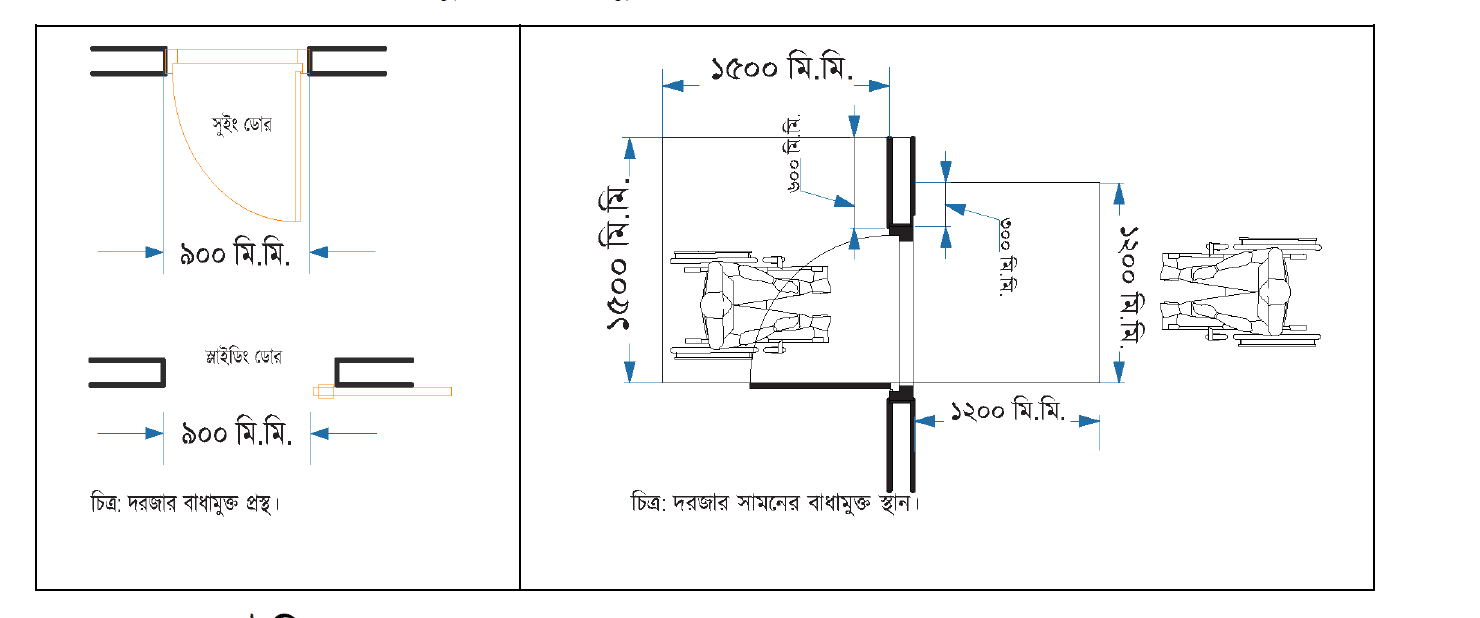 সুইং ডোর
৯০০ মি.মি.
স্লাইডিং ডোর
৯০০ মি.মি.
চিত্র: দরজার বাধামুক্ত প্রস্থ।
১৫০০ মি.মি.
৬০০ মি.মি.
১৫০০ মি.মি.
৩০০ মি.মি.
১২০০ মি.মি.
১২০০ মি.মি.
চিত্র: দরজার সামনের বাধামুক্ত স্থান।